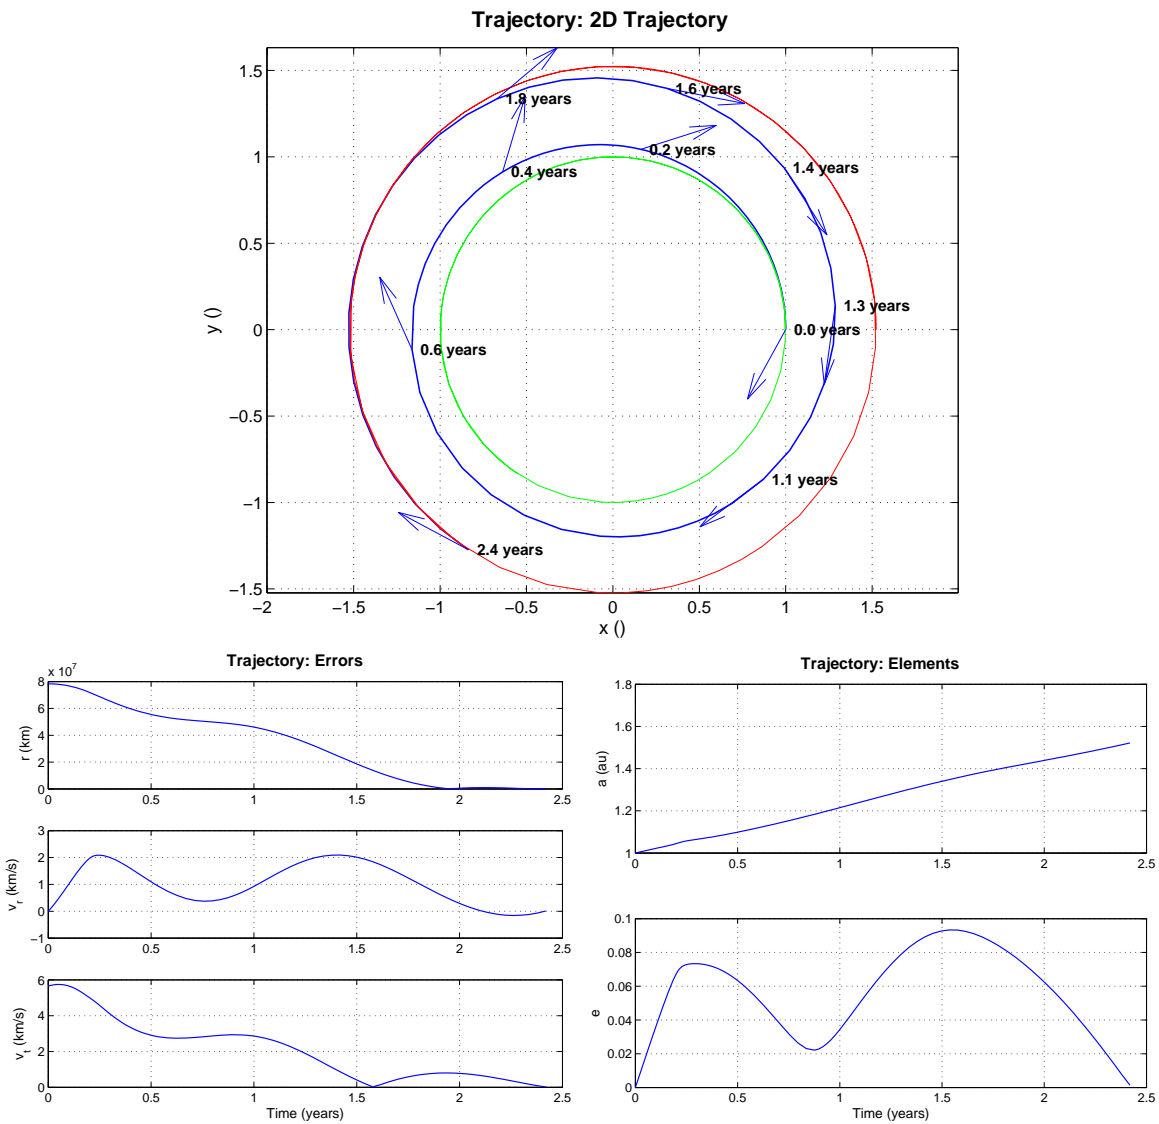 Trajectory: 2D Trajectory
1.5
1
0.5
0
−0.5
−1
−1.5
y ()
1.8 years
1.6 years
0.2 years
0.4 years
1.4 years
1.3 years
0.0 years
0.6 years
1.1 years
2.4 years
−2 −1.5 −1 −0.5 0 0.5 1 1.5
x ()
Trajectory: Errors
x 10^7
8
6
4
2
0
r (km)
0 0.5 1 1.5 2 2.5
3
2
1
0
−1
v_r (km/s)
0 0.5 1 1.5 2 2.5
6
4
2
0
v_t (km/s)
0 0.5 1 1.5 2 2.5
Time (years)
Trajectory: Elements
1.8
1.6
1.4
1.2
1
a (au)
0 0.5 1 1.5 2 2.5
0.1
0.08
0.06
0.04
0.02
0
e
0 0.5 1 1.5 2 2.5
Time (years)